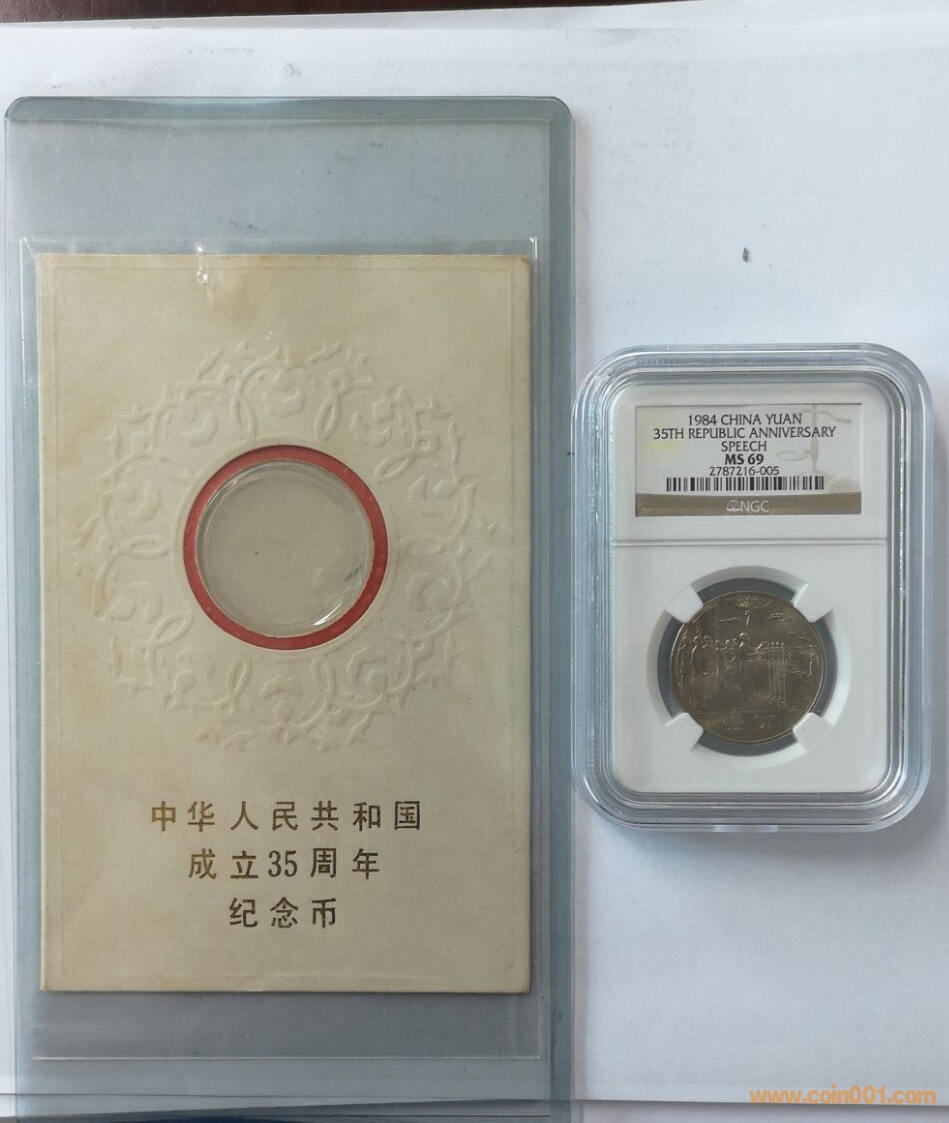 中华人民共和国
成立35周年
纪念币
1984 CHINA YUAN
35TH REPUBLIC ANNIVERSARY
SPEECH
MS 69
2787216-005
NGC
www.coin001.com